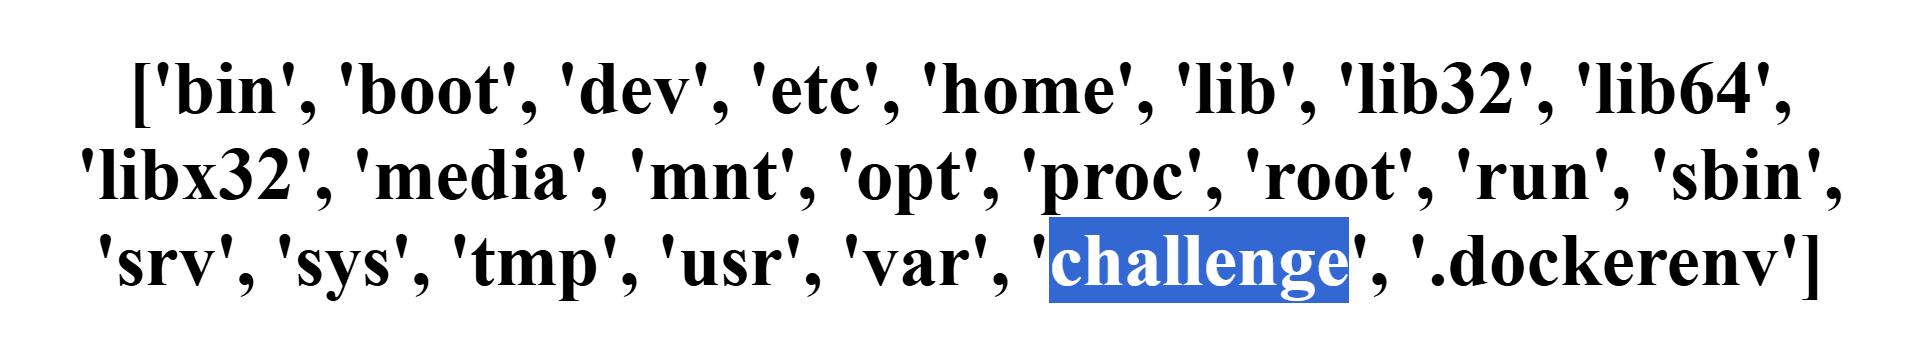 ['bin', 'boot', 'dev', 'etc', 'home', 'lib', 'lib32', 'lib64',
'libx32', 'media', 'mnt', 'opt', 'proc', 'root', 'run', 'sbin',
'srv', 'sys', 'tmp', 'usr', 'var', 'challenge', '.dockerenv']